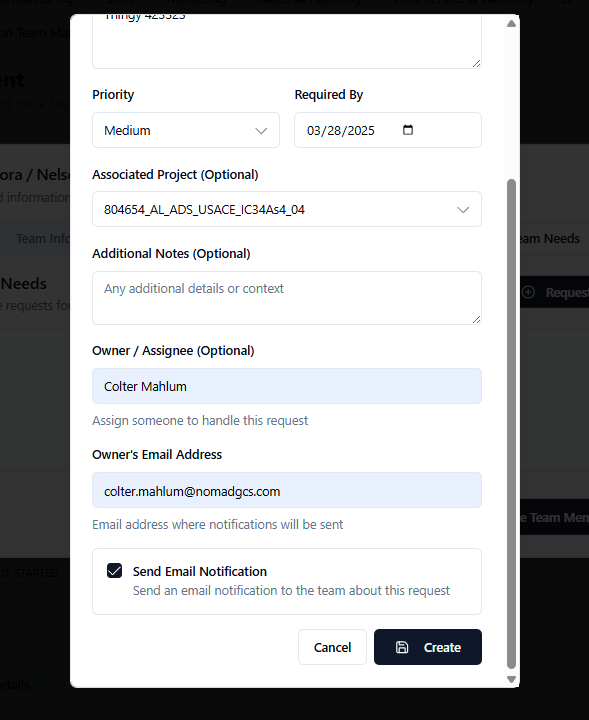 Thingy 423323
Priority
Required By
Medium
03/28/2025
Associated Project (Optional)
804654_AL_ADS_USACE_IC34As4_04
Additional Notes (Optional)
Any additional details or context
Owner / Assignee (Optional)
Colter Mahlum
Assign someone to handle this request
Owner's Email Address
colter.mahlum@nomadgcs.com
Email address where notifications will be sent
Send Email Notification
Send an email notification to the team about this request
Cancel
Create
on Team
ora / Nels
d information
Team Info
eam Needs
Needs
e requests fo
Reques
e Team Mem
OT STARTED
etails